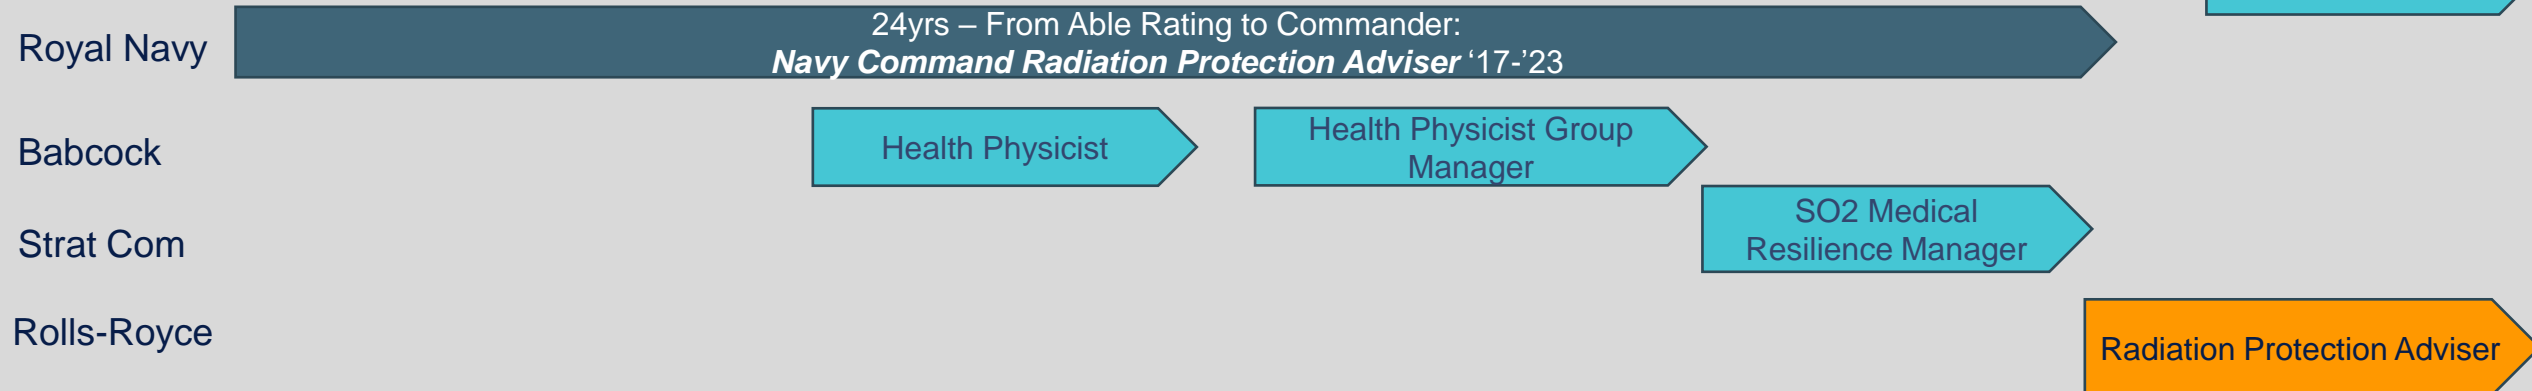 Royal Navy
24yrs – From Able Rating to Commander:
Navy Command Radiation Protection Adviser ‘17-’23
Babcock
Health Physicist
Health Physicist Group
Manager
Strat Com
SO2 Medical
Resilience Manager
Rolls-Royce
Radiation Protection Adviser